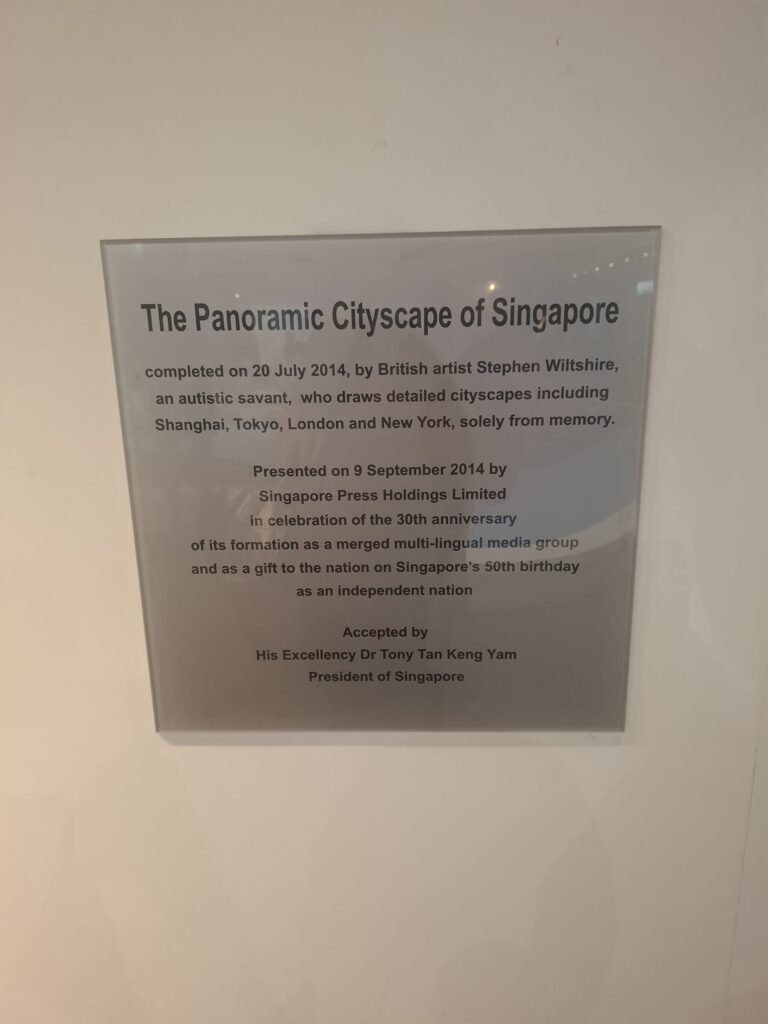 The Panoramic Cityscape of Singapore
completed on 20 July 2014, by British artist Stephen Wiltshire,
an autistic savant, who draws detailed cityscapes including
Shanghai, Tokyo, London and New York, solely from memory.
Presented on 9 September 2014 by
Singapore Press Holdings Limited
in celebration of the 30th anniversary
of its formation as a merged multi-lingual media group
and as a gift to the nation on Singapore's 50th birthday
as an independent nation
Accepted by
His Excellency Dr Tony Tan Keng Yam
President of Singapore